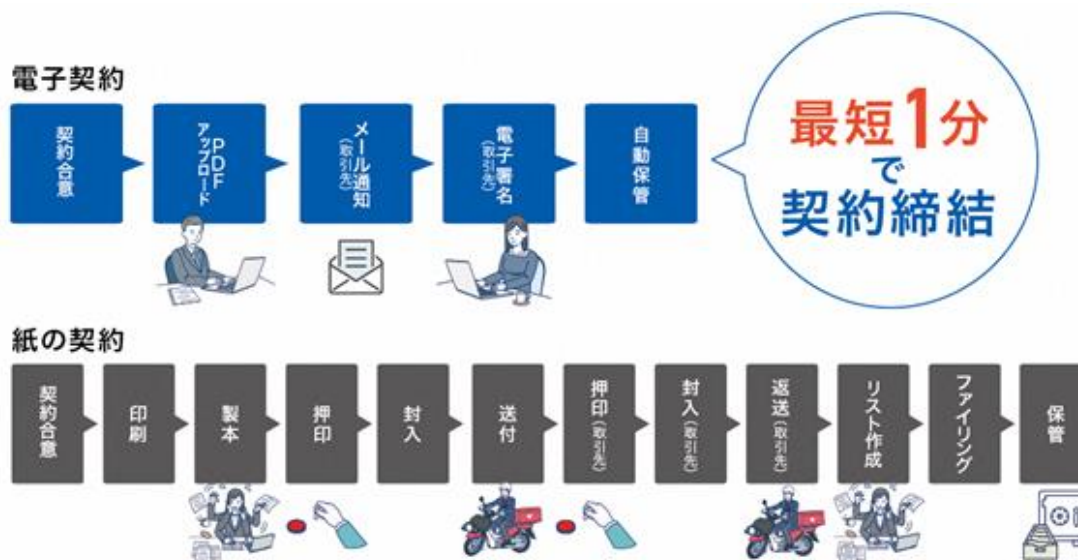 電子契約
契約合意
PDF
アップロード
メール通知
(取引先)
電子署名
(取引先)
自動保管
最短1分
で
契約締結
紙の契約
契約合意
印刷
製本
押印
封入
送付
押印(取引先)
封入(取引先)
返送(取引先)
リスト作成
ファイリング
保管